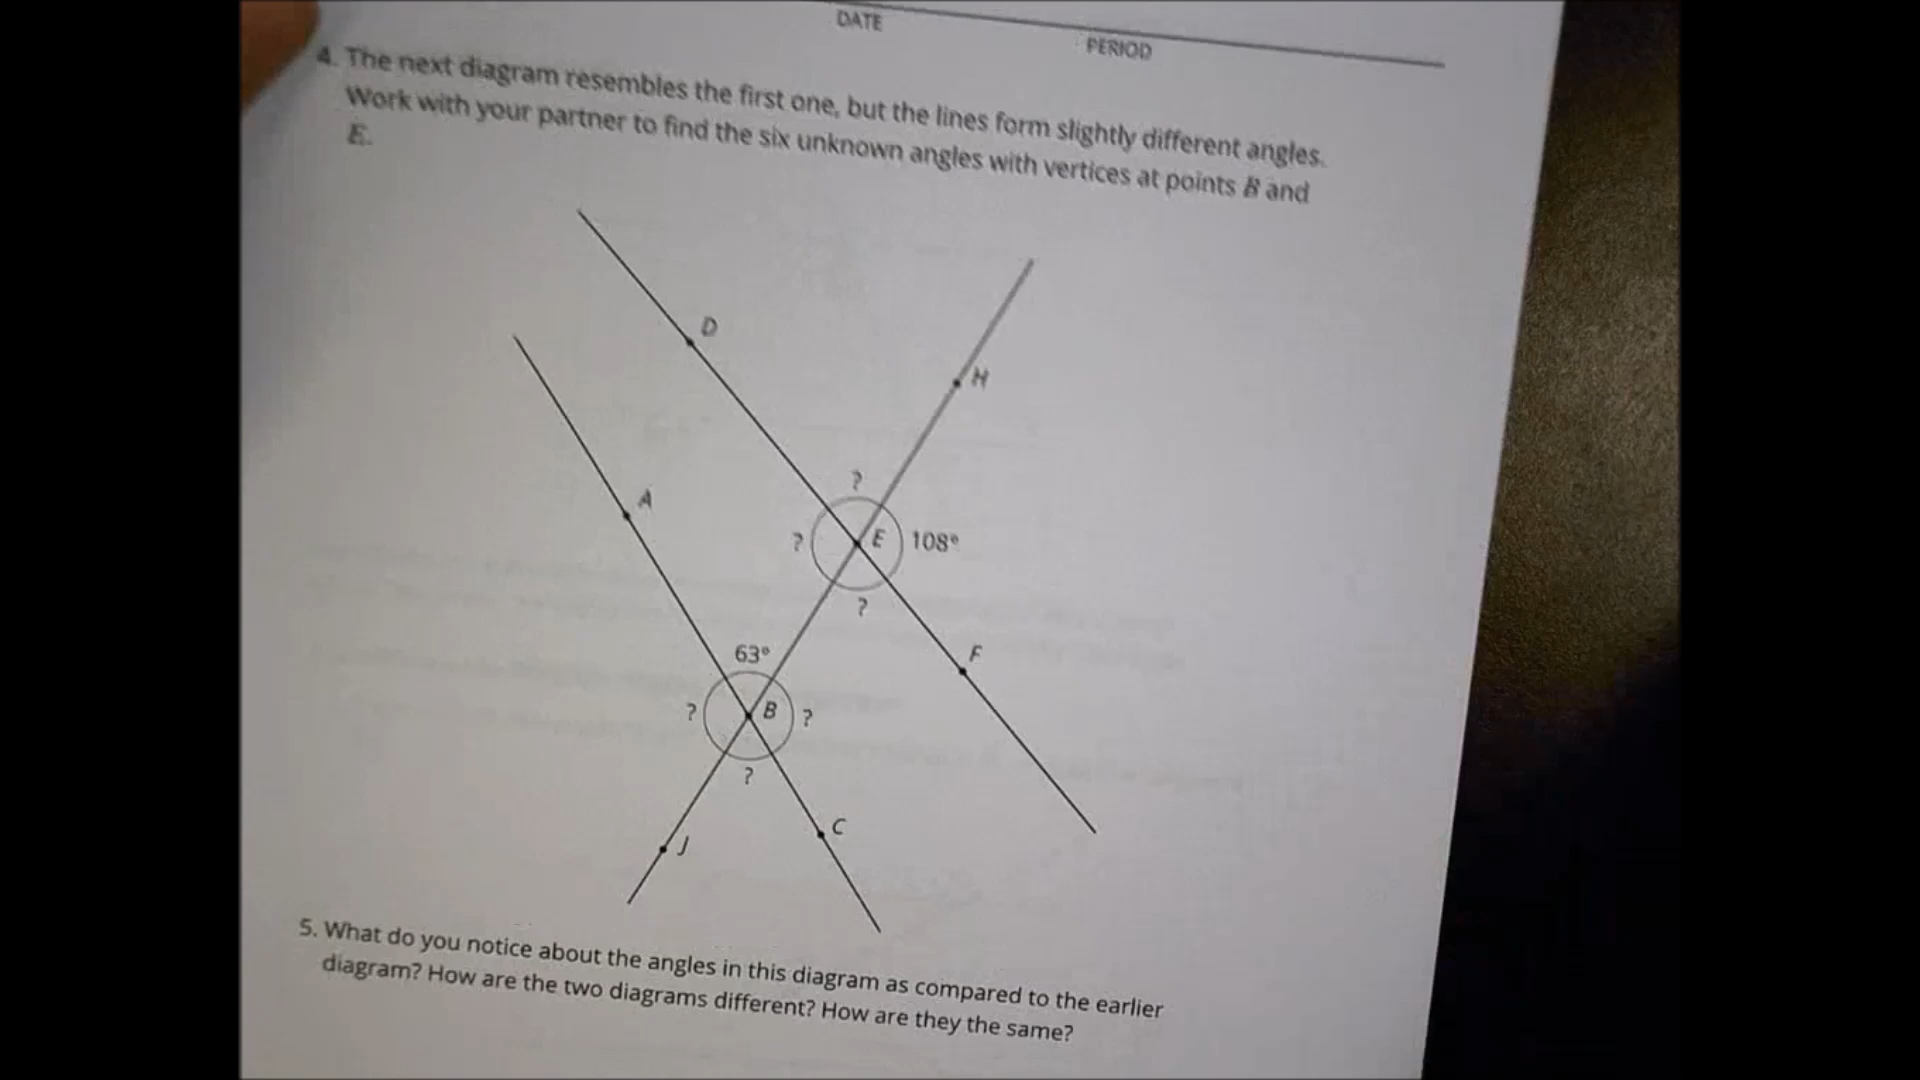 DATE
PERIOD
4. The next diagram resembles the first one, but the lines form slightly different angles.
Work with your partner to find the six unknown angles with vertices at points B and
E.
D
H
A
?
? E 108°
?
F
63°
? B ?
?
C
J
5. What do you notice about the angles in this diagram as compared to the earlier
diagram? How are the two diagrams different? How are they the same?